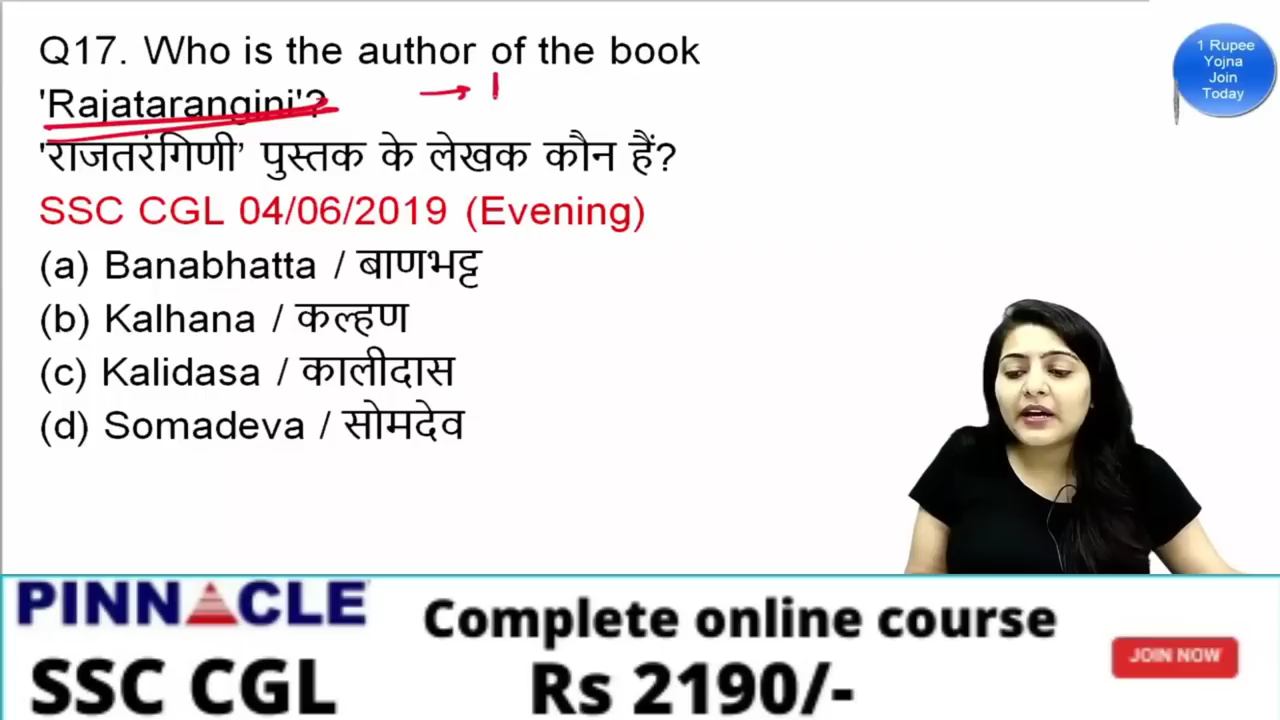 Q17. Who is the author of the book
'Rajatarangini'?
'राजतरंगिणी’ पुस्तक के लेखक कौन हैं?
SSC CGL 04/06/2019 (Evening)
(a) Banabhatta / बाणभट्ट
(b) Kalhana / कल्हण
(c) Kalidasa / कालीदास
(d) Somadeva / सोमदेव
1 Rupee
Yojna
Join
Today
PINNACLE
SSC CGL
Complete online course
Rs 2190/-
JOIN NOW